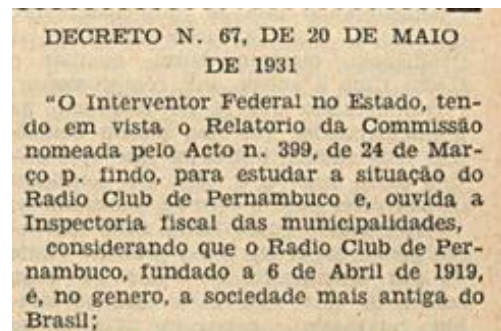 DECRETO N. 67, DE 20 DE MAIO
DE 1931
"O Interventor Federal no Estado, ten-
do em vista o Relatorio da Commissão
nomeada pelo Acto n. 399, de 24 de Mar-
ço p. findo, para estudar a situação do
Radio Club de Pernambuco e, ouvida a
Inspectoria fiscal das municipalidades,
considerando que o Radio Club de Per-
nambuco, fundado a 6 de Abril de 1919,
é, no genero, a sociedade mais antiga do
Brasil;